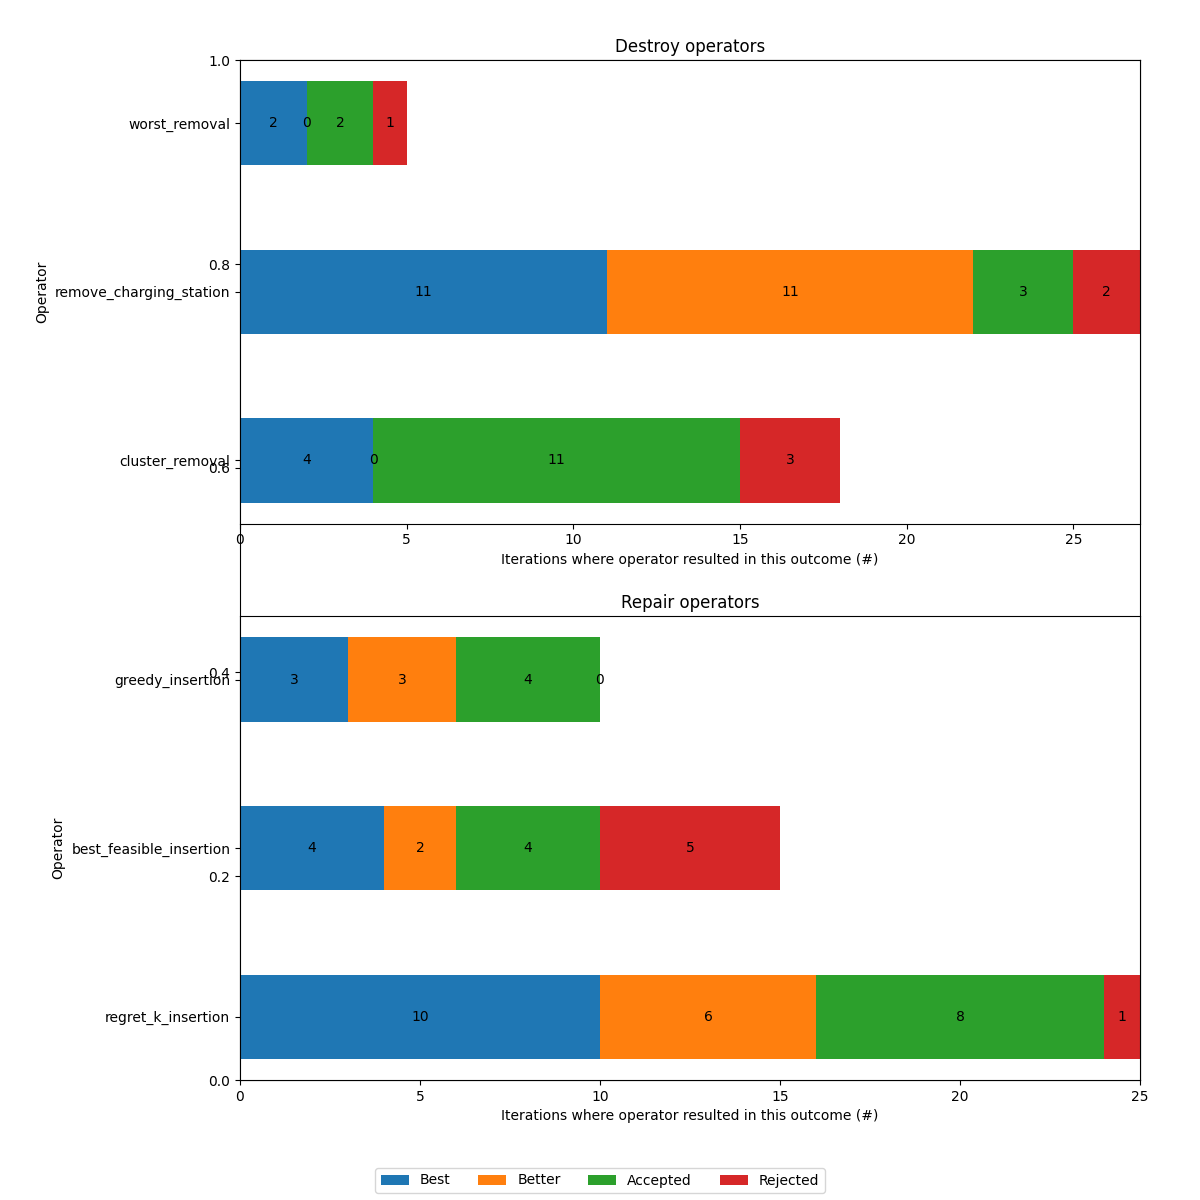 Destroy operators
1.0
worst_removal
2 0 2 1
0.8
remove_charging_station
11 11 3 2
Operator
cluster_removal
4 0 11 3
0.6
0 5 10 15 20 25
Iterations where operator resulted in this outcome (#)
Repair operators
0.4
greedy_insertion
3 3 4 0
best_feasible_insertion
4 2 4 5
Operator
0.2
regret_k_insertion
10 6 8 1
0.0
0 5 10 15 20 25
Iterations where operator resulted in this outcome (#)
Best Better Accepted Rejected